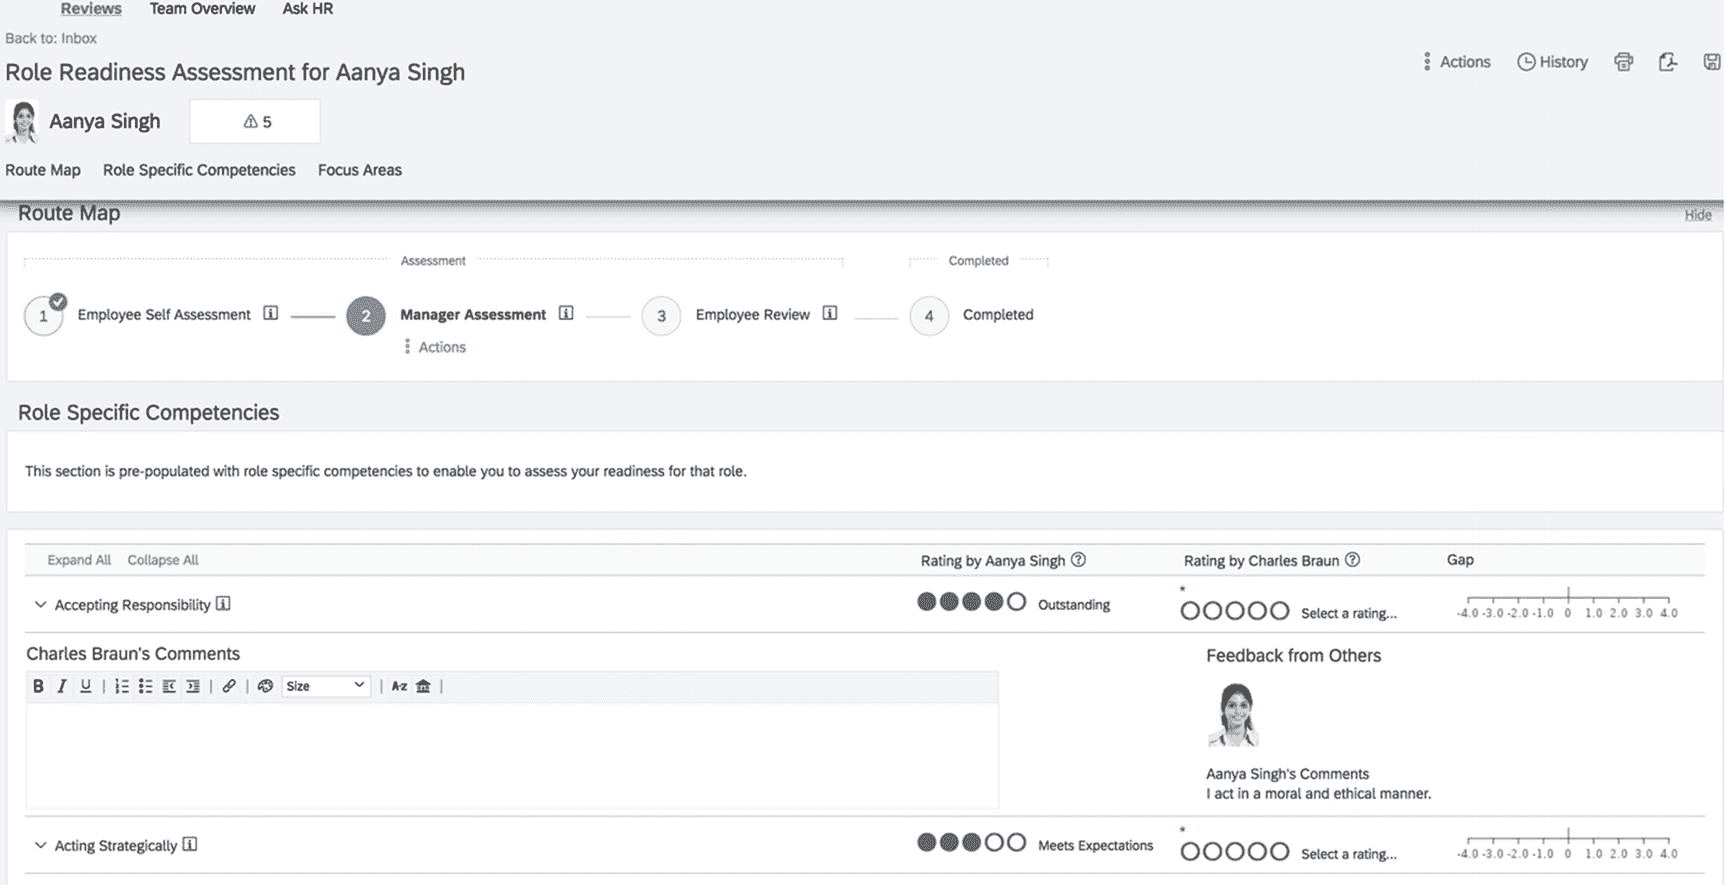 Reviews Team Overview Ask HR
Back to: Inbox
Role Readiness Assessment for Aanya Singh
Actions History
Aanya Singh 5
Route Map Role Specific Competencies Focus Areas
Route Map Hide
Assessment Completed
1 Employee Self Assessment 2 Manager Assessment 3 Employee Review 4 Completed
Actions
Role Specific Competencies
This section is pre-populated with role specific competencies to enable you to assess your readiness for that role.
Expand All Collapse All Rating by Aanya Singh Rating by Charles Braun Gap
Accepting Responsibility Outstanding * Select a rating...
-4.0 -3.0 -2.0 -1.0 0 1.0 2.0 3.0 4.0
Charles Braun's Comments Feedback from Others
B I U Size A-z
Aanya Singh's Comments
I act in a moral and ethical manner.
Acting Strategically Meets Expectations * Select a rating...
-4.0 -3.0 -2.0 -1.0 0 1.0 2.0 3.0 4.0